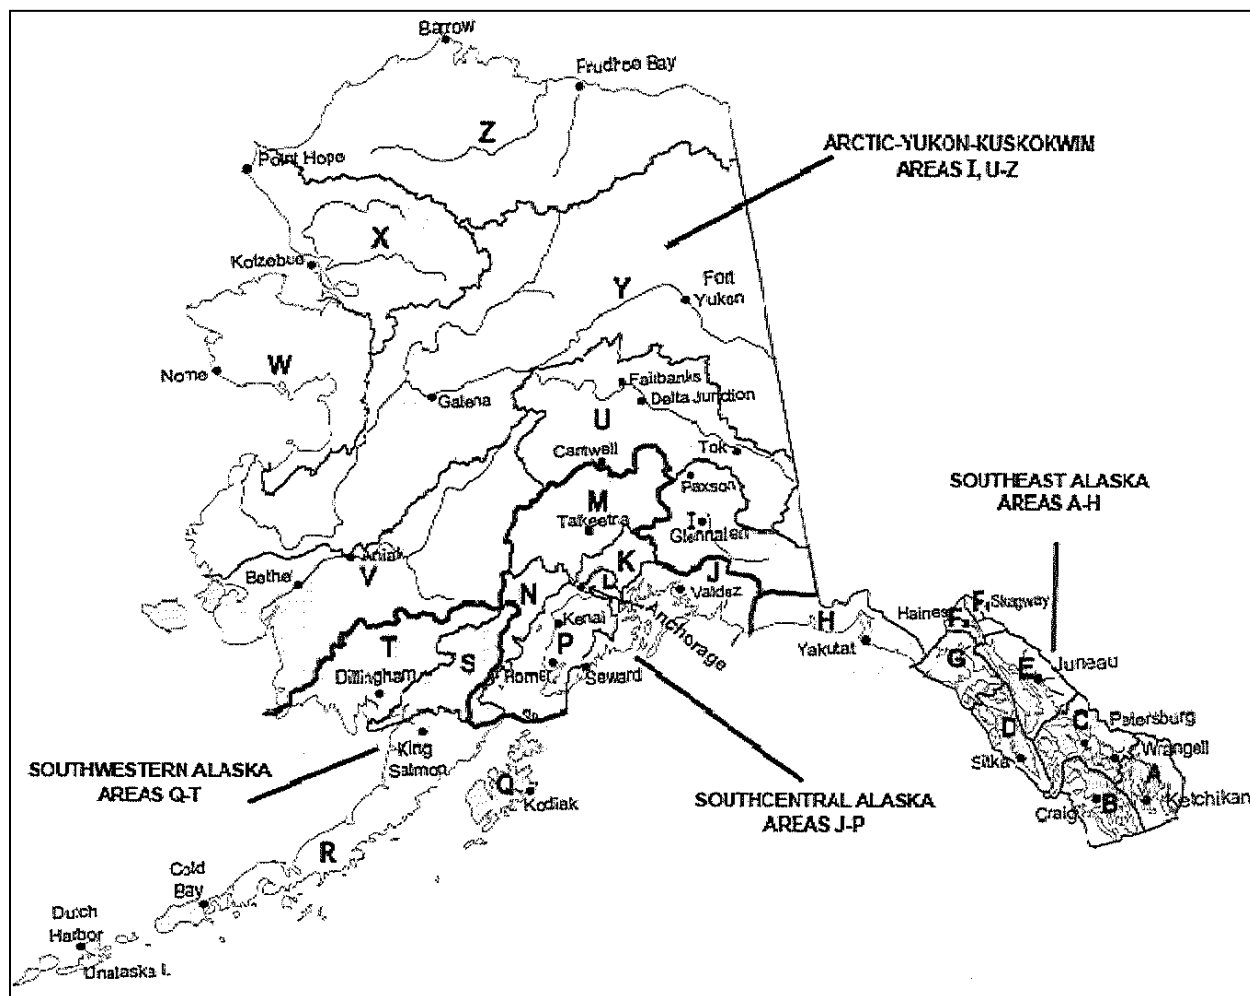 Barrow
Prudhoe Bay
Z
ARCTIC-YUKON-KUSKOKWIM
AREAS I, U-Z
Point Hope
X
Kotzebue
Y
Fort
Yukon
W
Nome
Fairbanks
Galena
Delta Junction
U
Cantwell
Tok
Paxson
SOUTHEAST ALASKA
AREAS A-H
M
Talkeetna
I
Glennallen
K
Aniak
Bethel
V
N
L
J
Valdez
Anchorage
H
Haines
F
Skagway
Kenai
P
Yakutat
T
S
G
E
Juneau
Dillingham
Homer
Seward
D
C
Petersburg
King
Salmon
Sitka
Wrangell
A
SOUTHWESTERN ALASKA
AREAS Q-T
Q
Kodiak
SOUTHCENTRAL ALASKA
AREAS J-P
Craig
B
Ketchikan
R
Cold
Bay
Dutch
Harbor
Unalaska I.